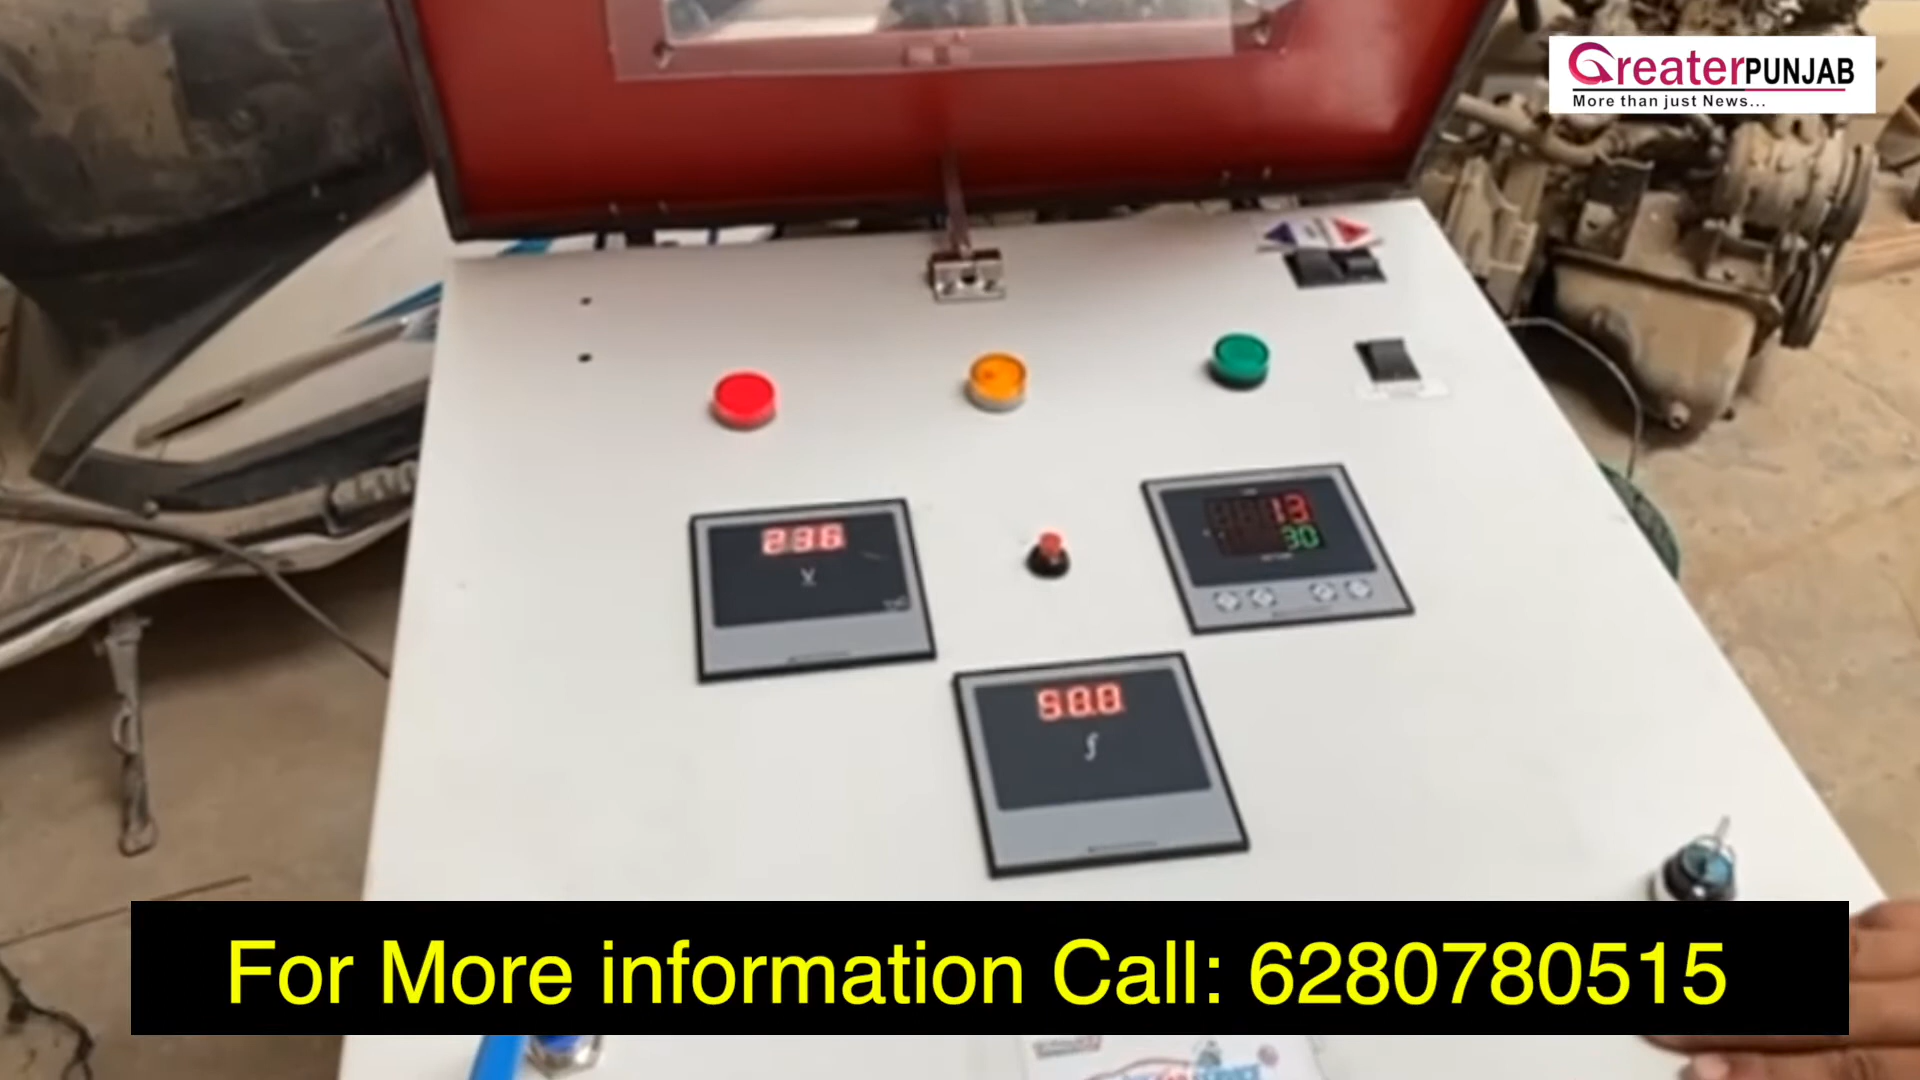 GreaterPUNJAB
More than just News...
236
V
13
30
50.0
f
For More information Call: 6280780515